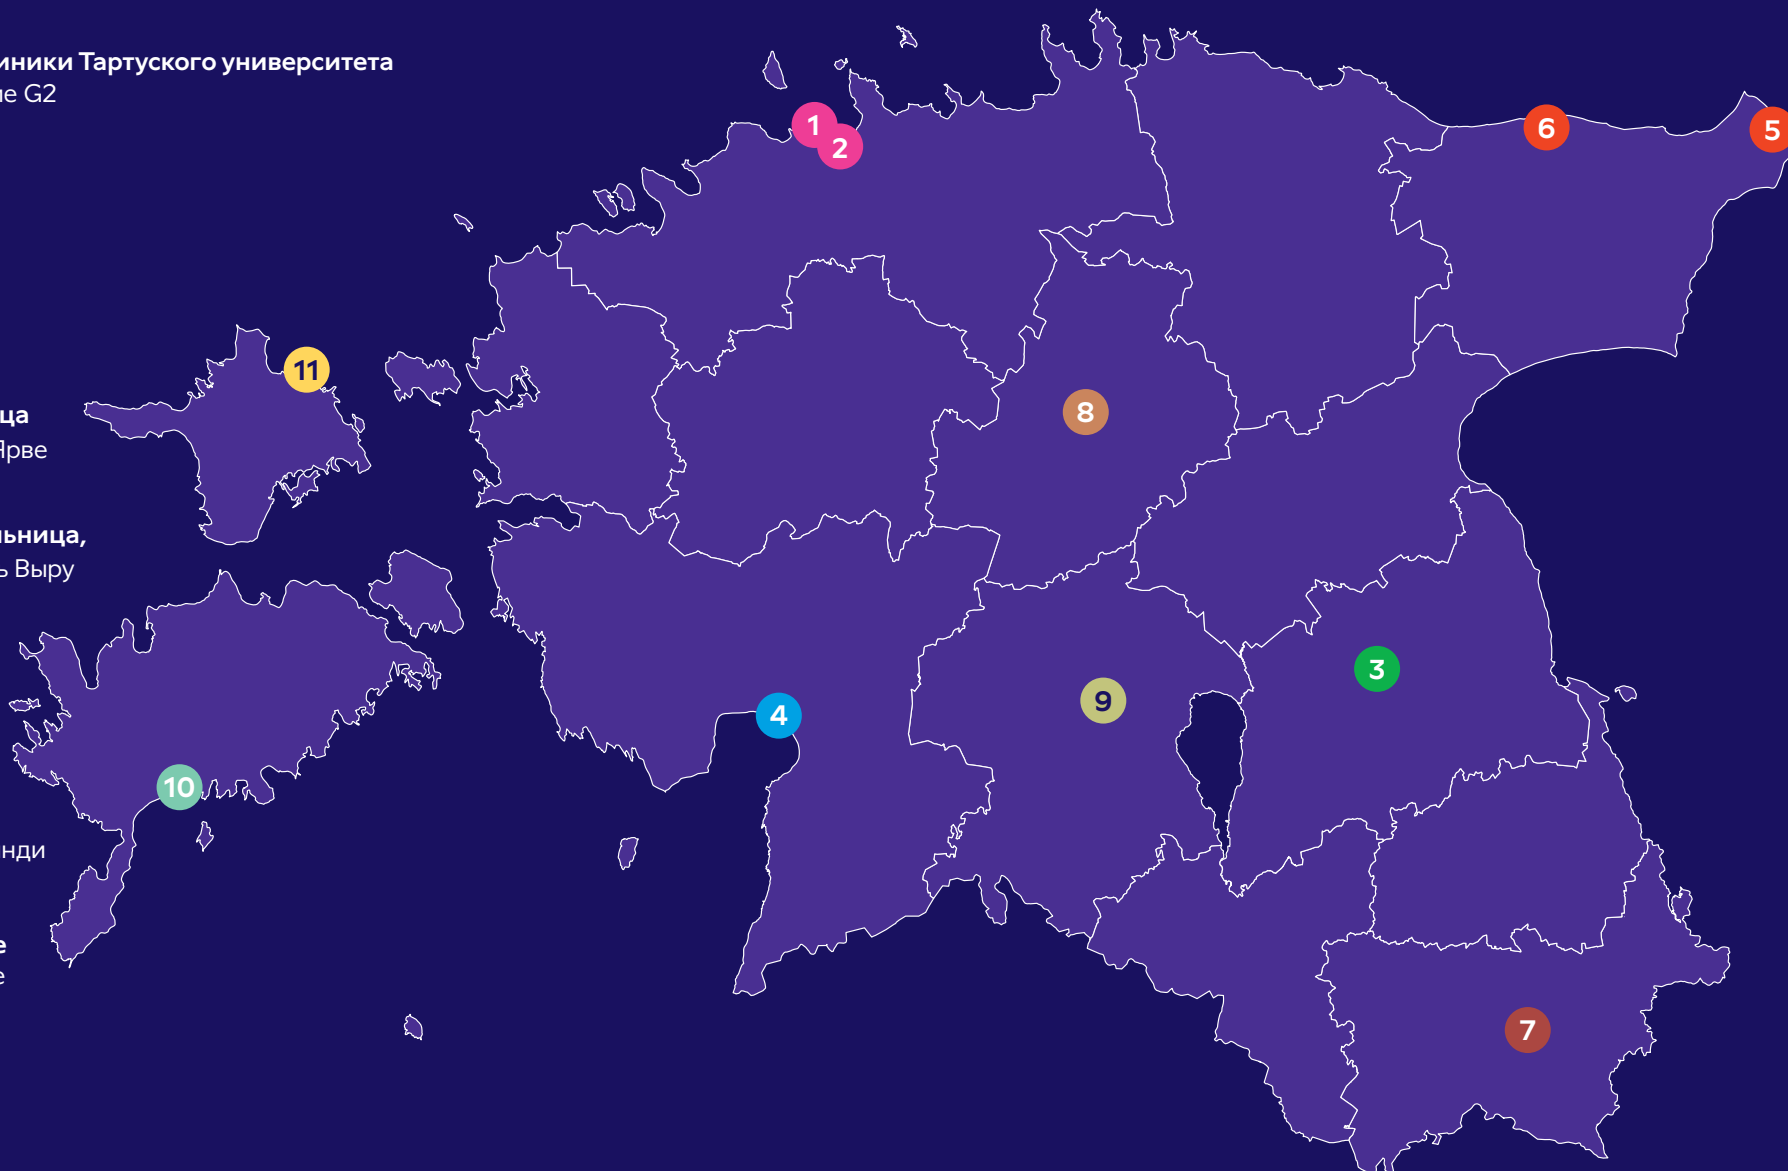 иники Тартуского университета
ие G2
ца
Ярве
льница,
ь Выру
нди
е
е
1
2
6
5
11
8
3
9
4
10
7